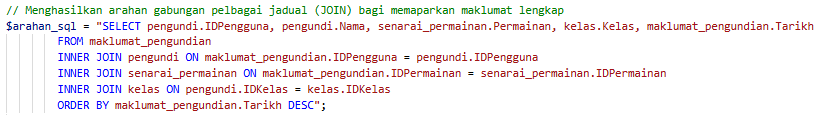 // Menghasilkan arahan gabungan pelbagai jadual (JOIN) bagi memaparkan maklumat lengkap
$arahan_sql = "SELECT pengundi.IDPengguna, pengundi.Nama, senarai_permainan.Permainan, kelas.Kelas, maklumat_pengundian.Tarikh
FROM maklumat_pengundian
INNER JOIN pengundi ON maklumat_pengundian.IDPengguna = pengundi.IDPengguna
INNER JOIN senarai_permainan ON maklumat_pengundian.IDPermainan = senarai_permainan.IDPermainan
INNER JOIN kelas ON pengundi.IDKelas = kelas.IDKelas
ORDER BY maklumat_pengundian.Tarikh DESC";